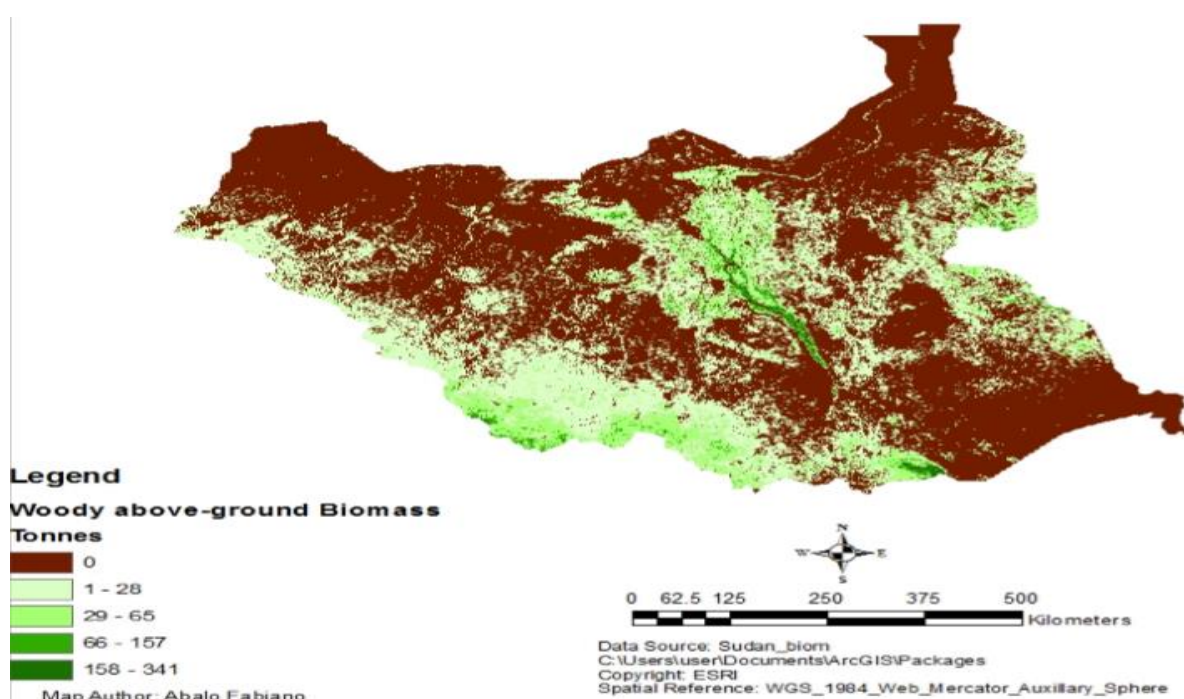 N
W E
S
Legend
Woody above-ground Biomass
Tonnes
0
1 - 28
29 - 65
66 - 157
158 - 341
Map Author: Abalo Fabiano
0 62.5 125 250 375 500
Kilometers
Data Source: Sudan_biom
C:\Users\user\Documents\ArcGIS\Packages
Copyright: ESRI
Spatial Reference: WGS_1984_Web_Mercator_Auxillary_Sphere